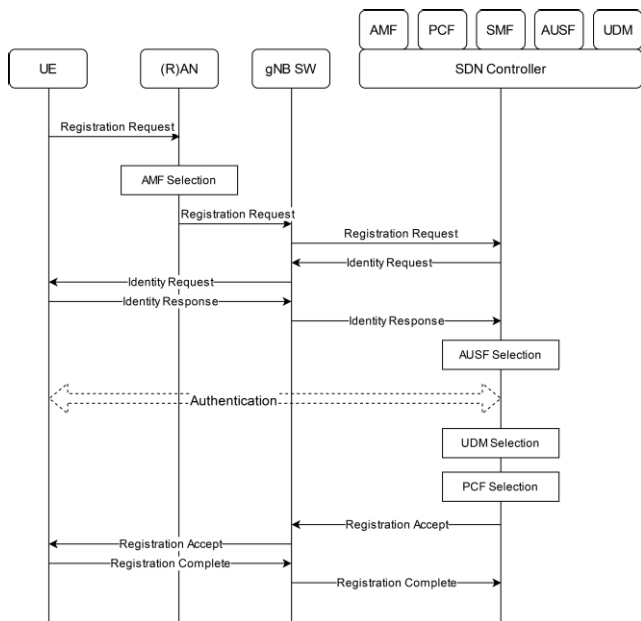 AMF PCF SMF AUSF UDM
UE (R)AN gNB SW SDN Controller
Registration Request
AMF Selection
Registration Request
Registration Request
Identity Request
Identity Request
Identity Response
Identity Response
AUSF Selection
Authentication
UDM Selection
PCF Selection
Registration Accept
Registration Accept
Registration Complete
Registration Complete